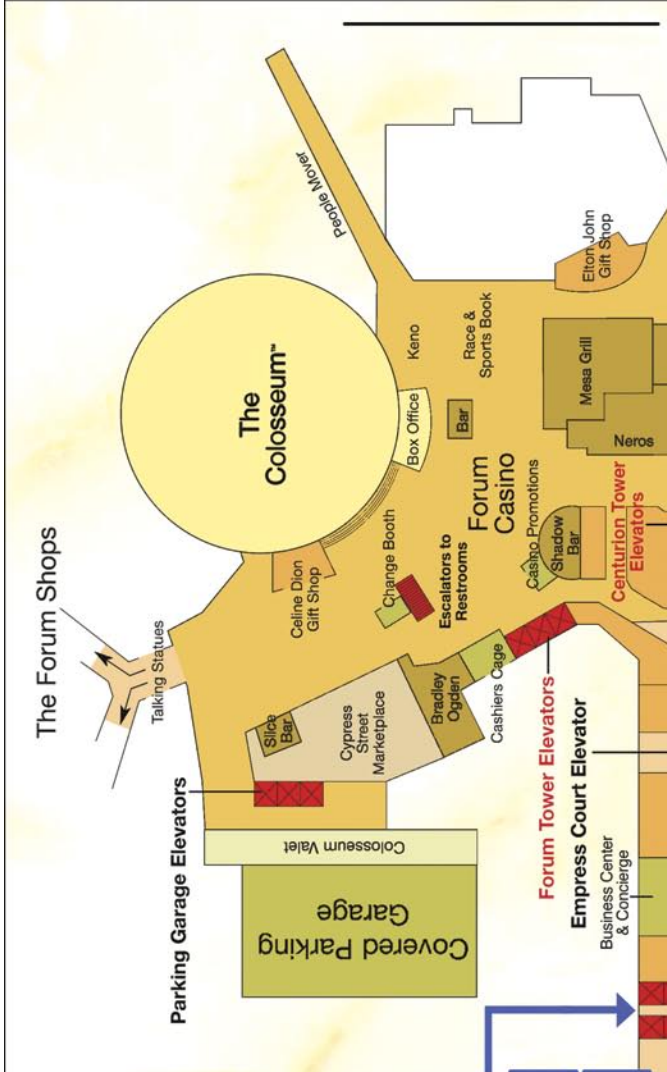 The Forum Shops
Talking Statues
People Mover
The
Colosseum™
Celine Dion
Gift Shop
Box Office
Keno
Race &
Sports Book
Elton John
Gift Shop
Bar
Forum
Casino
Mesa Grill
Neros
Change Booth
Escalators to
Restrooms
Casino Promotions
Shadow
Bar
Centurion Tower
Elevators
Parking Garage Elevators
Slice
Bar
Cypress
Street
Marketplace
Bradley
Ogden
Cashiers Cage
Colosseum Valet
Covered Parking
Garage
Forum Tower Elevators
Empress Court Elevator
Business Center
& Concierge